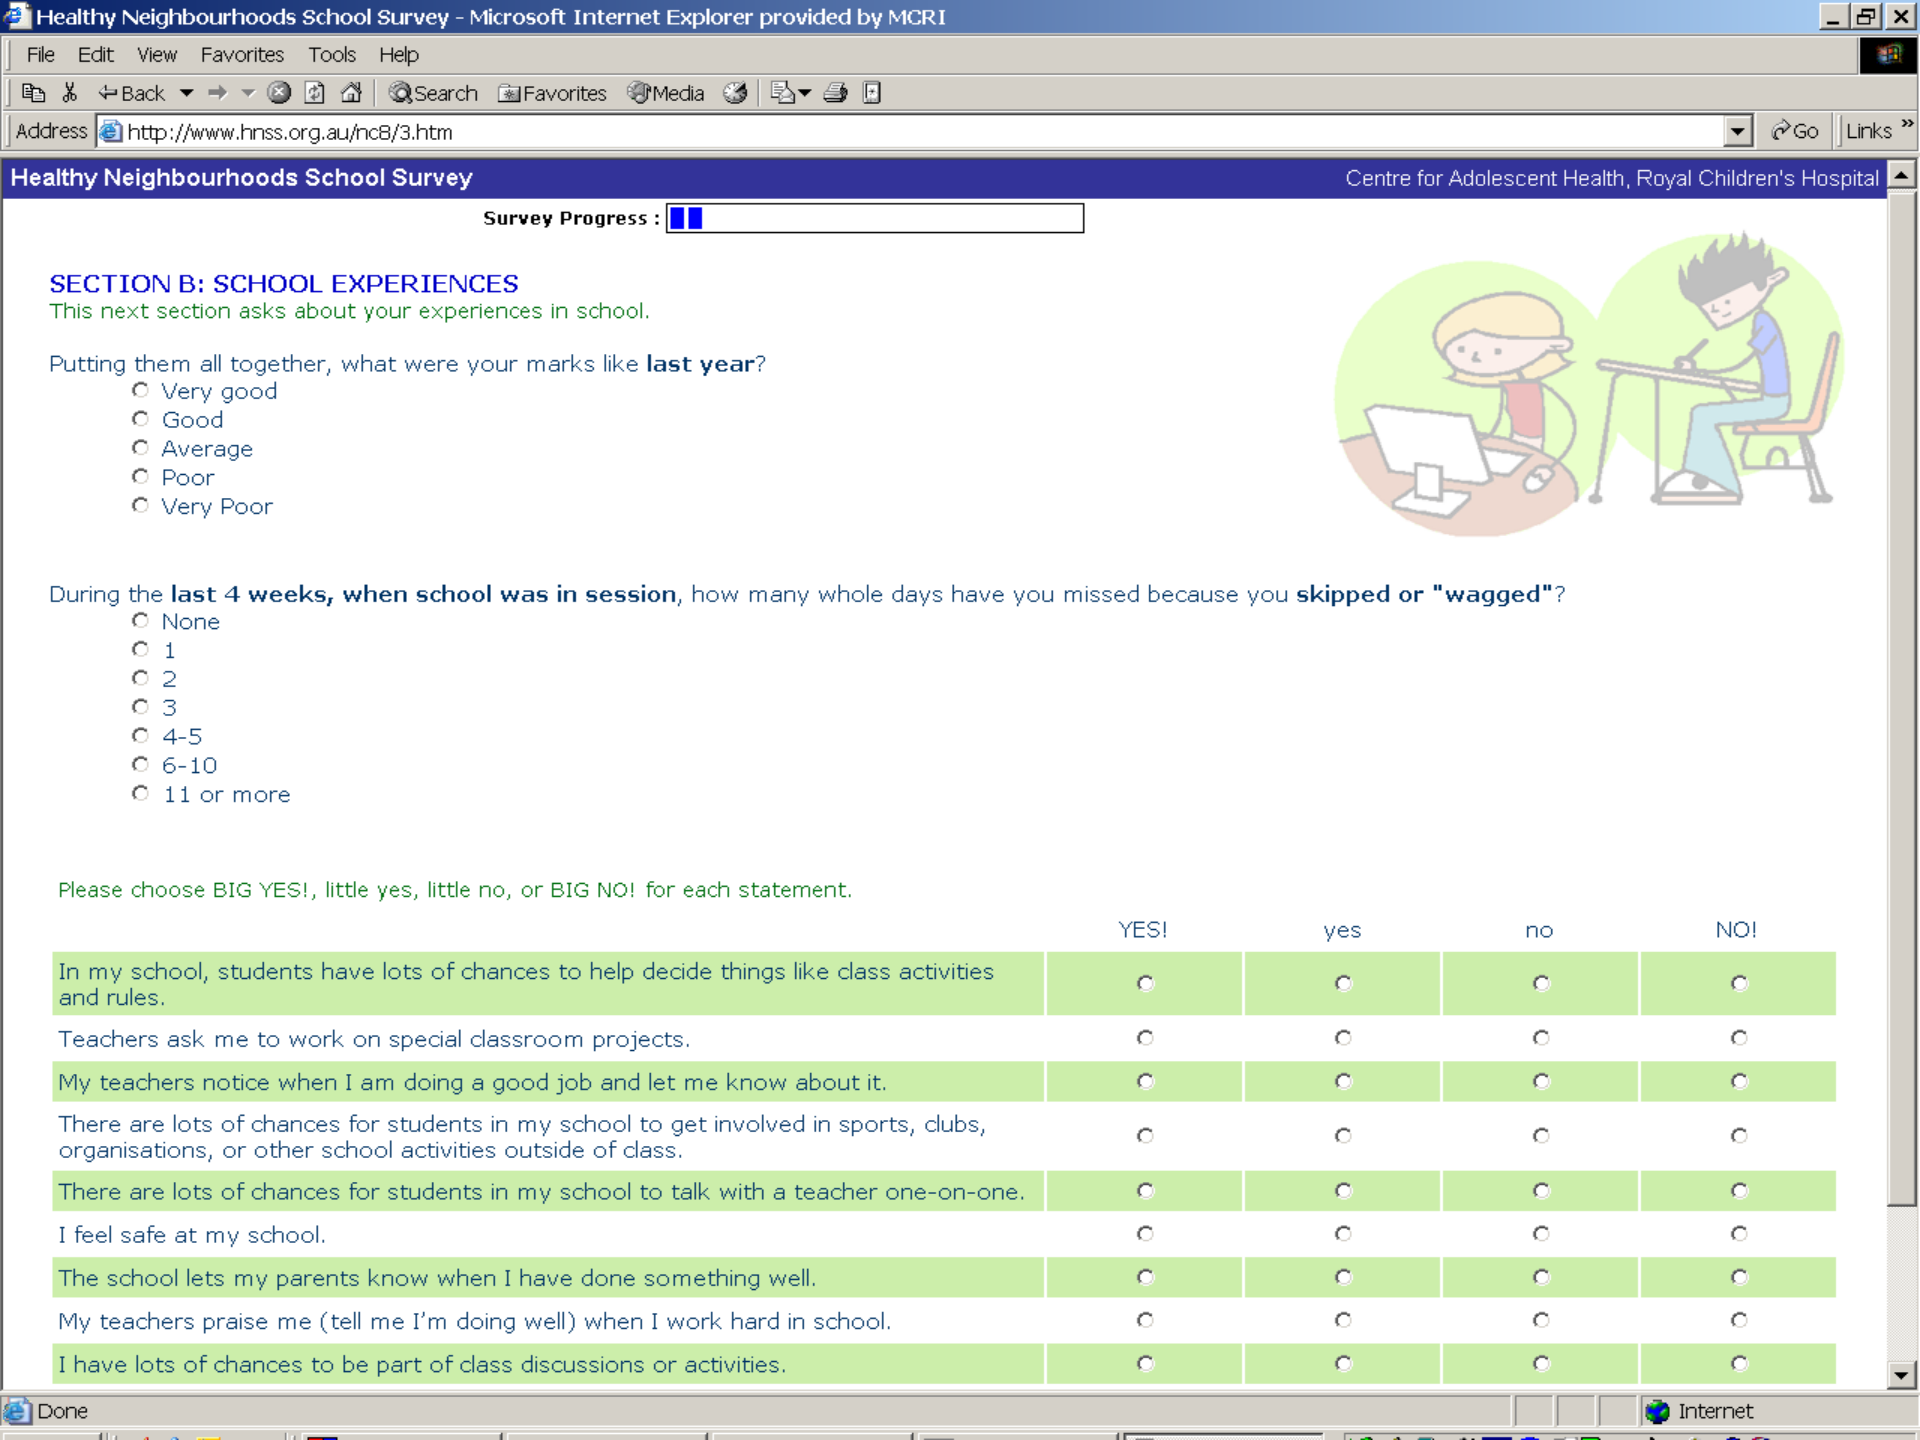 Healthy Neighbourhoods School Survey - Microsoft Internet Explorer provided by MCRI
File Edit View Favorites Tools Help
Back Search Favorites Media
Address http://www.hnss.org.au/nc8/3.htm Go Links »
Healthy Neighbourhoods School Survey Centre for Adolescent Health, Royal Children's Hospital
Survey Progress :
SECTION B: SCHOOL EXPERIENCES
This next section asks about your experiences in school.
Putting them all together, what were your marks like last year?
Very good
Good
Average
Poor
Very Poor
During the last 4 weeks, when school was in session, how many whole days have you missed because you skipped or "wagged"?
None
1
2
3
4-5
6-10
11 or more
Please choose BIG YES!, little yes, little no, or BIG NO! for each statement.
YES! yes no NO!
In my school, students have lots of chances to help decide things like class activities
and rules.
Teachers ask me to work on special classroom projects.
My teachers notice when I am doing a good job and let me know about it.
There are lots of chances for students in my school to get involved in sports, clubs,
organisations, or other school activities outside of class.
There are lots of chances for students in my school to talk with a teacher one-on-one.
I feel safe at my school.
The school lets my parents know when I have done something well.
My teachers praise me (tell me I'm doing well) when I work hard in school.
I have lots of chances to be part of class discussions or activities.
Done Internet